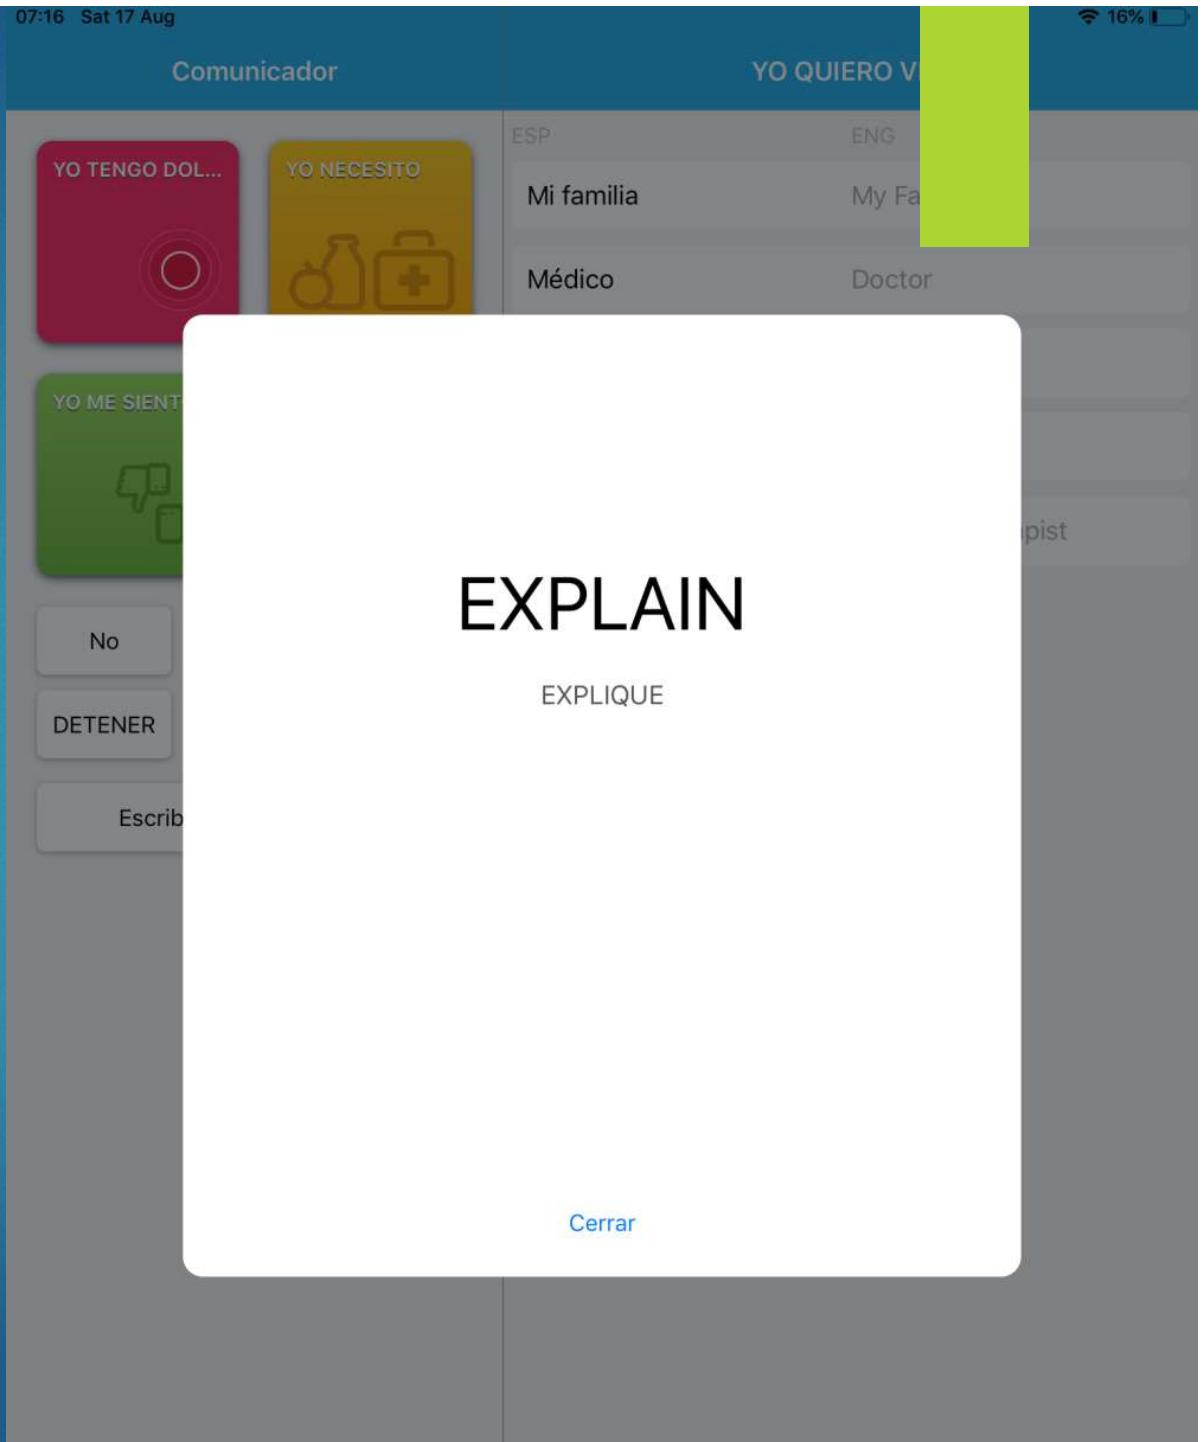 07:16 Sat 17 Aug
16%
Comunicador
YO QUIERO
YO TENGO DOL...
YO NECESITO
YO ME SIENT
No
DETENER
Escrib
ESP ENG
Mi familia My
Médico Doctor
pist
EXPLAIN
EXPLIQUE
Cerrar